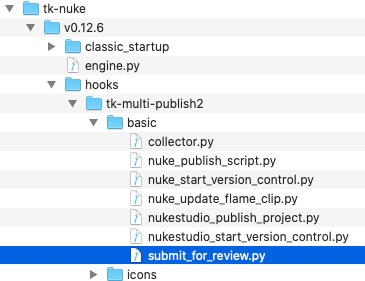 tk-nuke
v0.12.6
classic_startup
engine.py
hooks
tk-multi-publish2
basic
collector.py
nuke_publish_script.py
nuke_start_version_control.py
nuke_update_flame_clip.py
nukestudio_publish_project.py
nukestudio_start_version_control.py
submit_for_review.py
icons